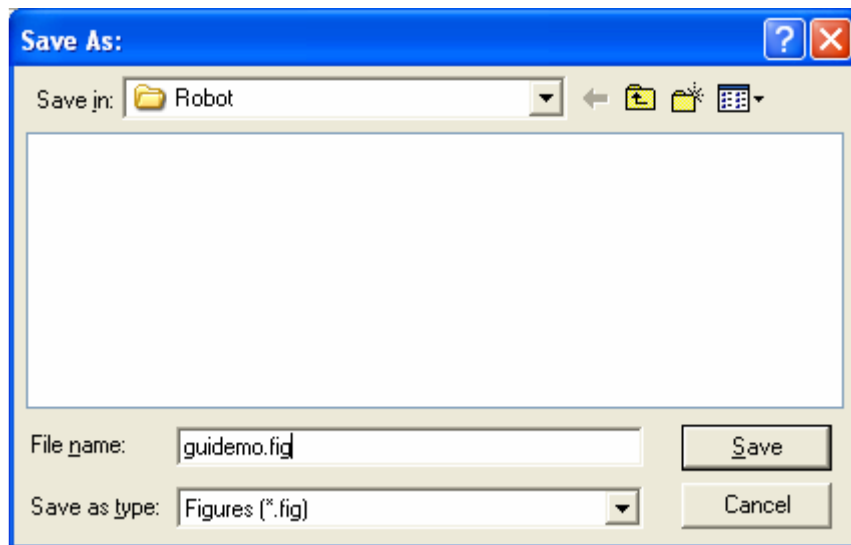 Save As:
Save in: Robot
File name: guidemo.fig Save
Save as type: Figures (*.fig) Cancel